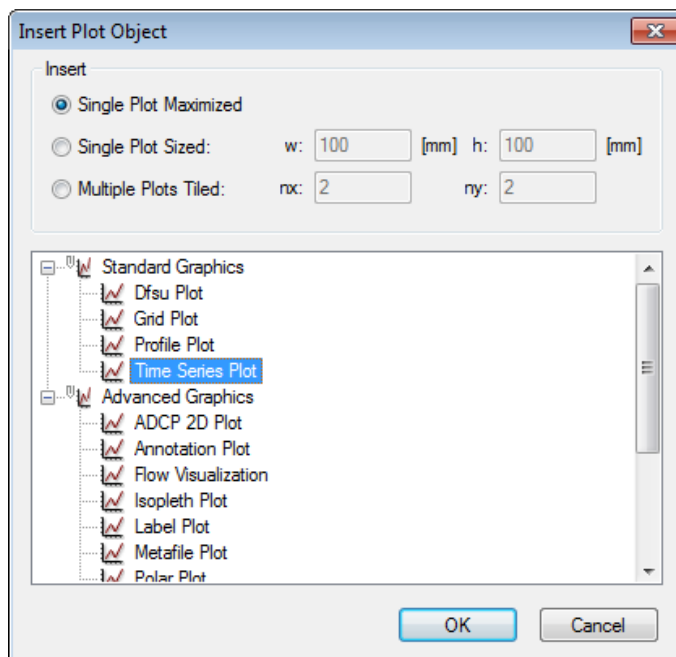 Insert Plot Object
Insert
Single Plot Maximized
Single Plot Sized: w: 100 [mm] h: 100 [mm]
Multiple Plots Tiled: nx: 2 ny: 2
Standard Graphics
Dfsu Plot
Grid Plot
Profile Plot
Time Series Plot
Advanced Graphics
ADCP 2D Plot
Annotation Plot
Flow Visualization
Isopleth Plot
Label Plot
Metafile Plot
Polar Plot
OK Cancel